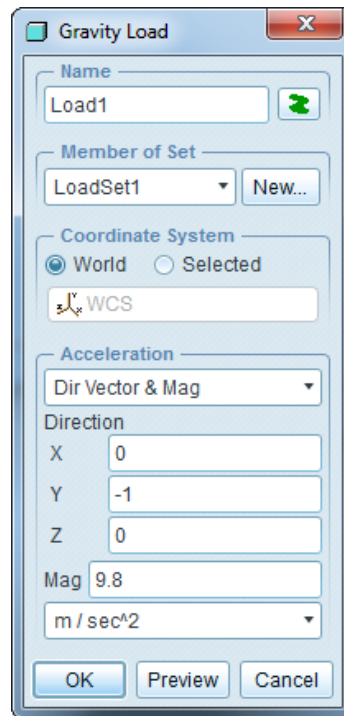 Gravity Load
Name
Load1
Member of Set
LoadSet1 New...
Coordinate System
World Selected
WCS
Acceleration
Dir Vector & Mag
Direction
X 0
Y -1
Z 0
Mag 9.8
m / sec^2
OK Preview Cancel